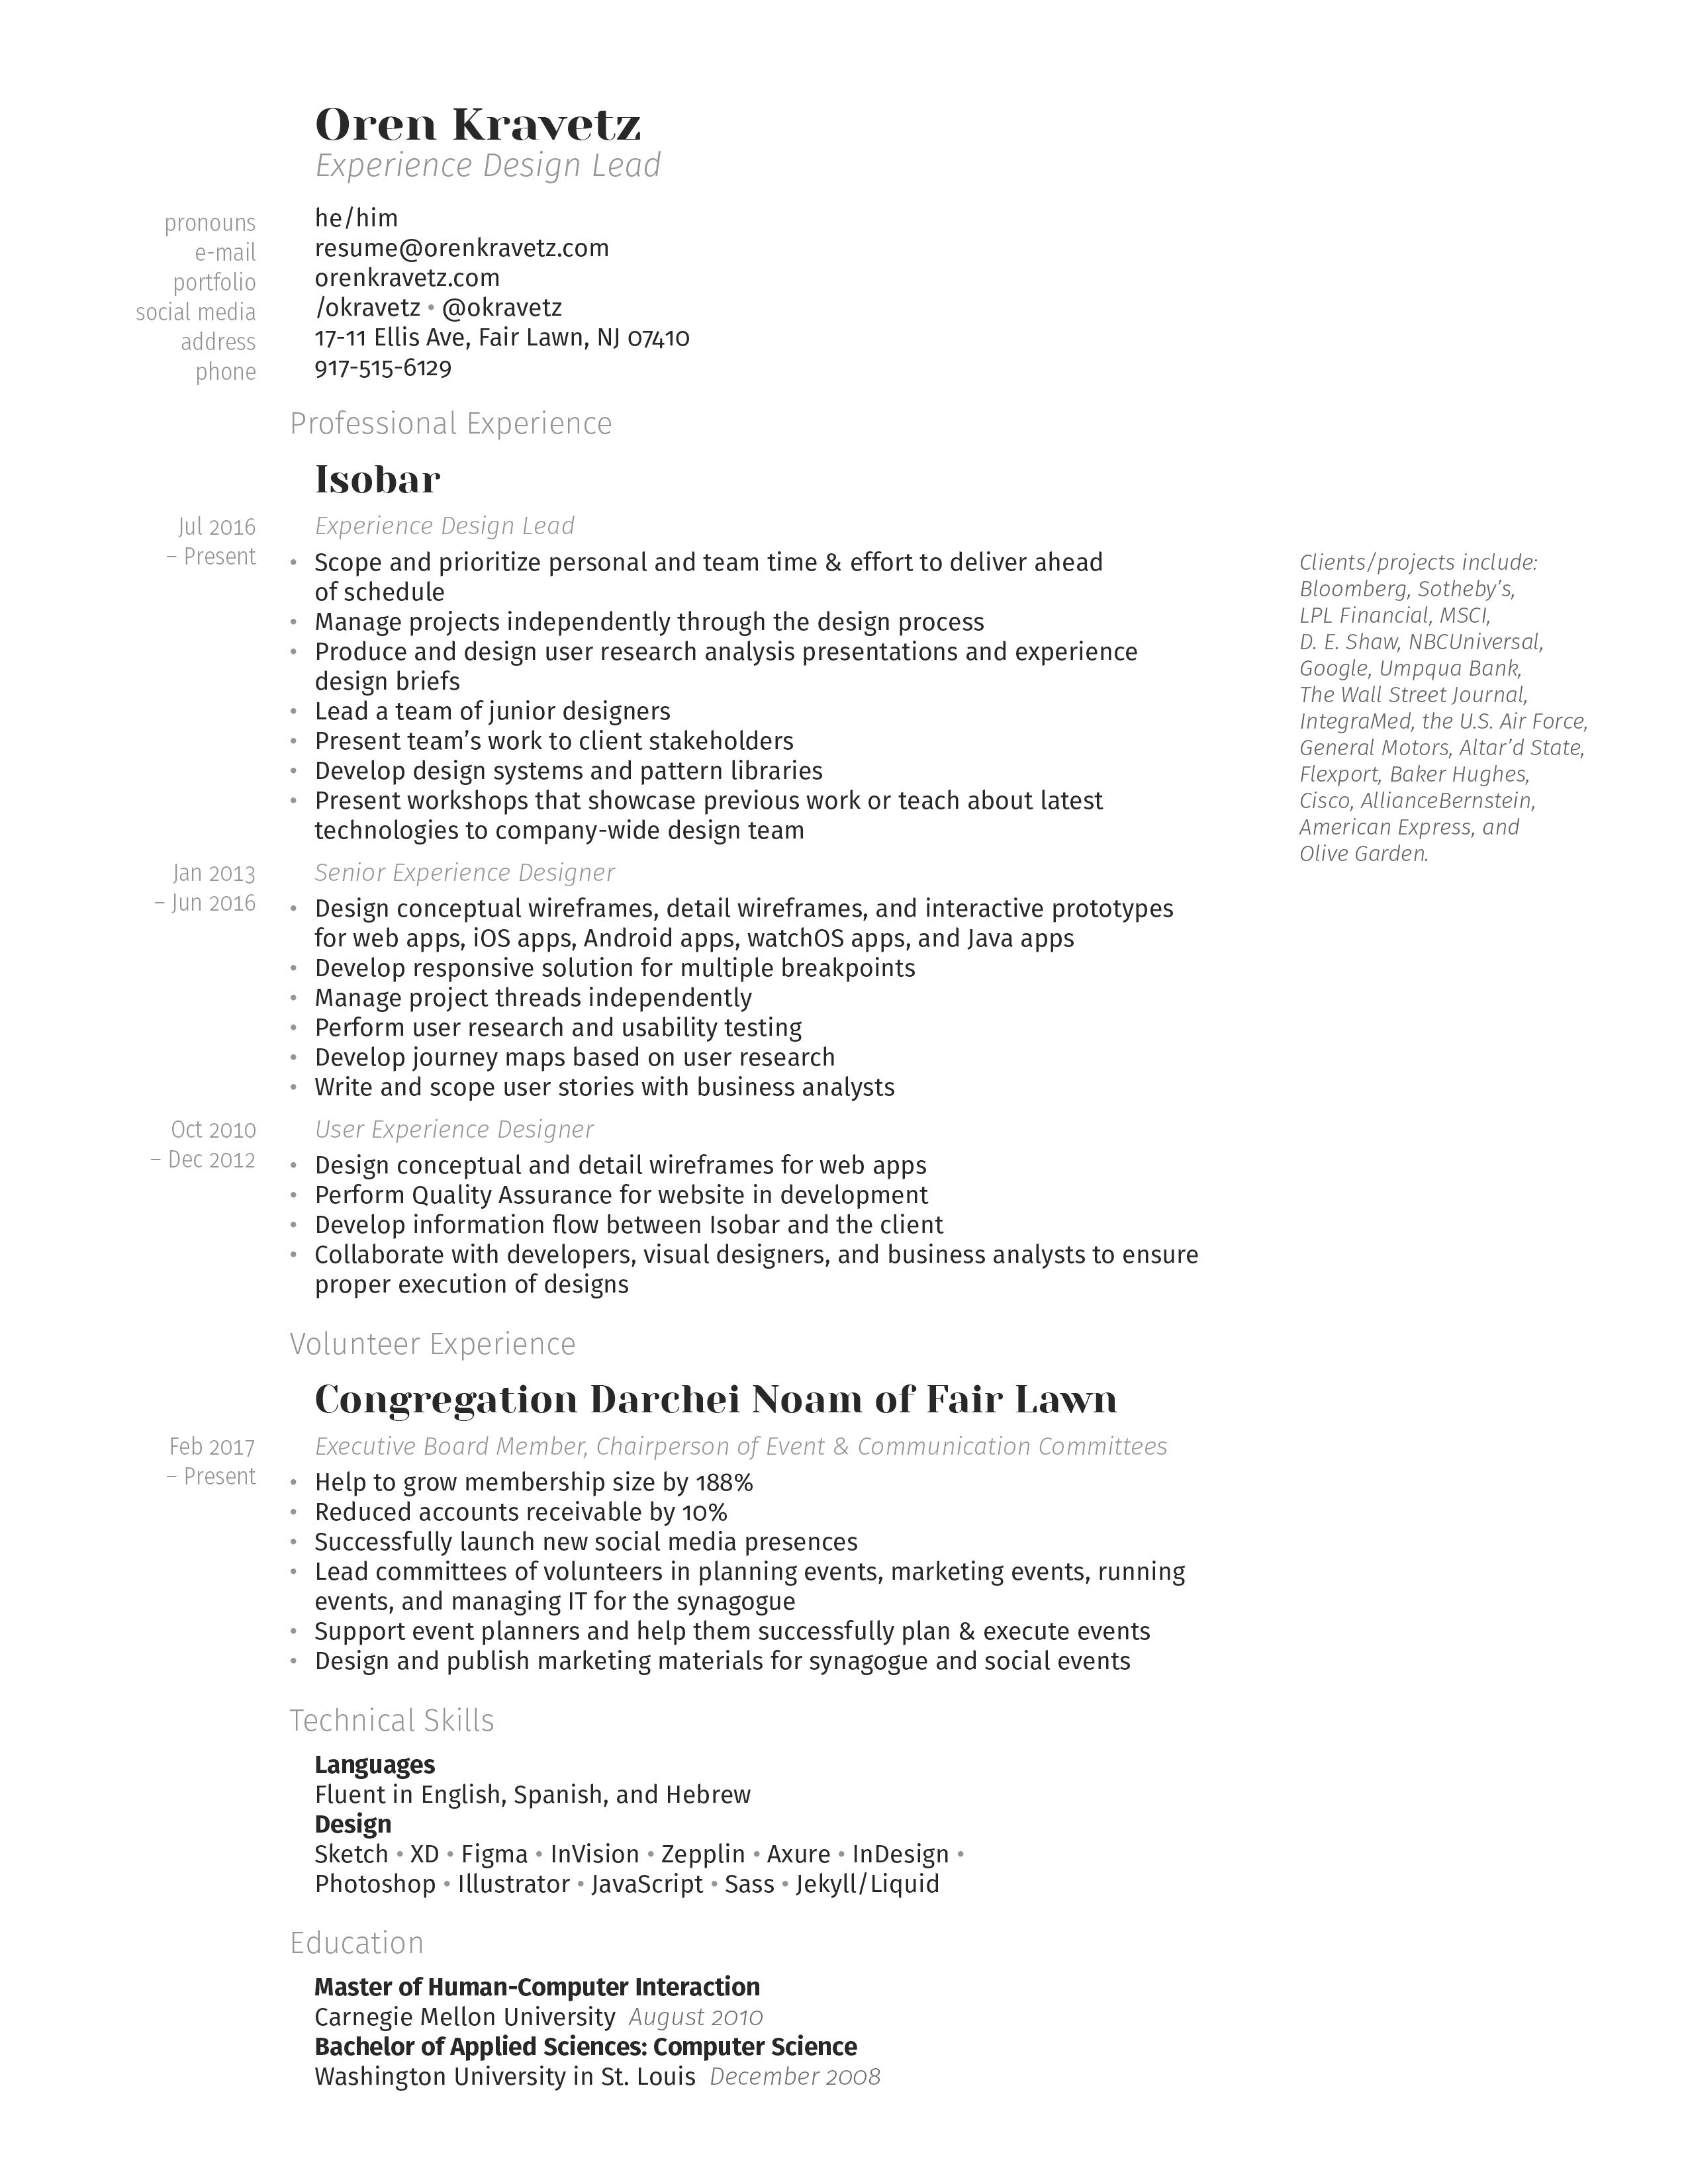 Oren Kravetz
Experience Design Lead
pronouns he/him
e-mail resume@orenkravetz.com
portfolio orenkravetz.com
social media /okravetz • @okravetz
address 17-11 Ellis Ave, Fair Lawn, NJ 07410
phone 917-515-6129
Professional Experience
Isobar
Jul 2016
– Present
Experience Design Lead
• Scope and prioritize personal and team time & effort to deliver ahead
of schedule
• Manage projects independently through the design process
• Produce and design user research analysis presentations and experience
design briefs
• Lead a team of junior designers
• Present team’s work to client stakeholders
• Develop design systems and pattern libraries
• Present workshops that showcase previous work or teach about latest
technologies to company-wide design team
Clients/projects include:
Bloomberg, Sotheby’s,
LPL Financial, MSCI,
D. E. Shaw, NBCUniversal,
Google, Umpqua Bank,
The Wall Street Journal,
IntegraMed, the U.S. Air Force,
General Motors, Altar’d State,
Flexport, Baker Hughes,
Cisco, AllianceBernstein,
American Express, and
Olive Garden.
Jan 2013
– Jun 2016
Senior Experience Designer
• Design conceptual wireframes, detail wireframes, and interactive prototypes
for web apps, iOS apps, Android apps, watchOS apps, and Java apps
• Develop responsive solution for multiple breakpoints
• Manage project threads independently
• Perform user research and usability testing
• Develop journey maps based on user research
• Write and scope user stories with business analysts
Oct 2010
– Dec 2012
User Experience Designer
• Design conceptual and detail wireframes for web apps
• Perform Quality Assurance for website in development
• Develop information flow between Isobar and the client
• Collaborate with developers, visual designers, and business analysts to ensure
proper execution of designs
Volunteer Experience
Congregation Darchei Noam of Fair Lawn
Feb 2017
– Present
Executive Board Member, Chairperson of Event & Communication Committees
• Help to grow membership size by 188%
• Reduced accounts receivable by 10%
• Successfully launch new social media presences
• Lead committees of volunteers in planning events, marketing events, running
events, and managing IT for the synagogue
• Support event planners and help them successfully plan & execute events
• Design and publish marketing materials for synagogue and social events
Technical Skills
Languages
Fluent in English, Spanish, and Hebrew
Design
Sketch • XD • Figma • InVision • Zepplin • Axure • InDesign •
Photoshop • Illustrator • JavaScript • Sass • Jekyll/Liquid
Education
Master of Human-Computer Interaction
Carnegie Mellon University August 2010
Bachelor of Applied Sciences: Computer Science
Washington University in St. Louis December 2008